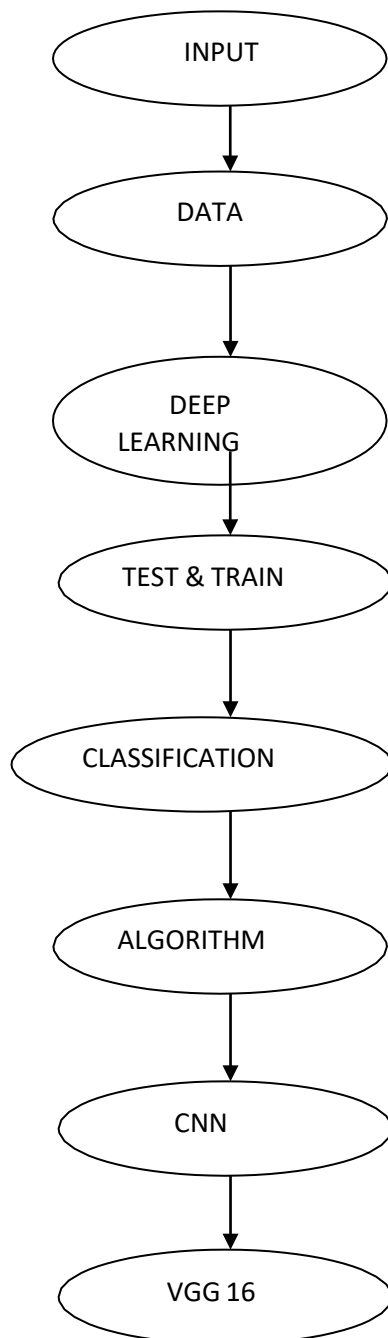 INPUT
DATA
DEEP
LEARNING
TEST & TRAIN
CLASSIFICATION
ALGORITHM
CNN
VGG 16